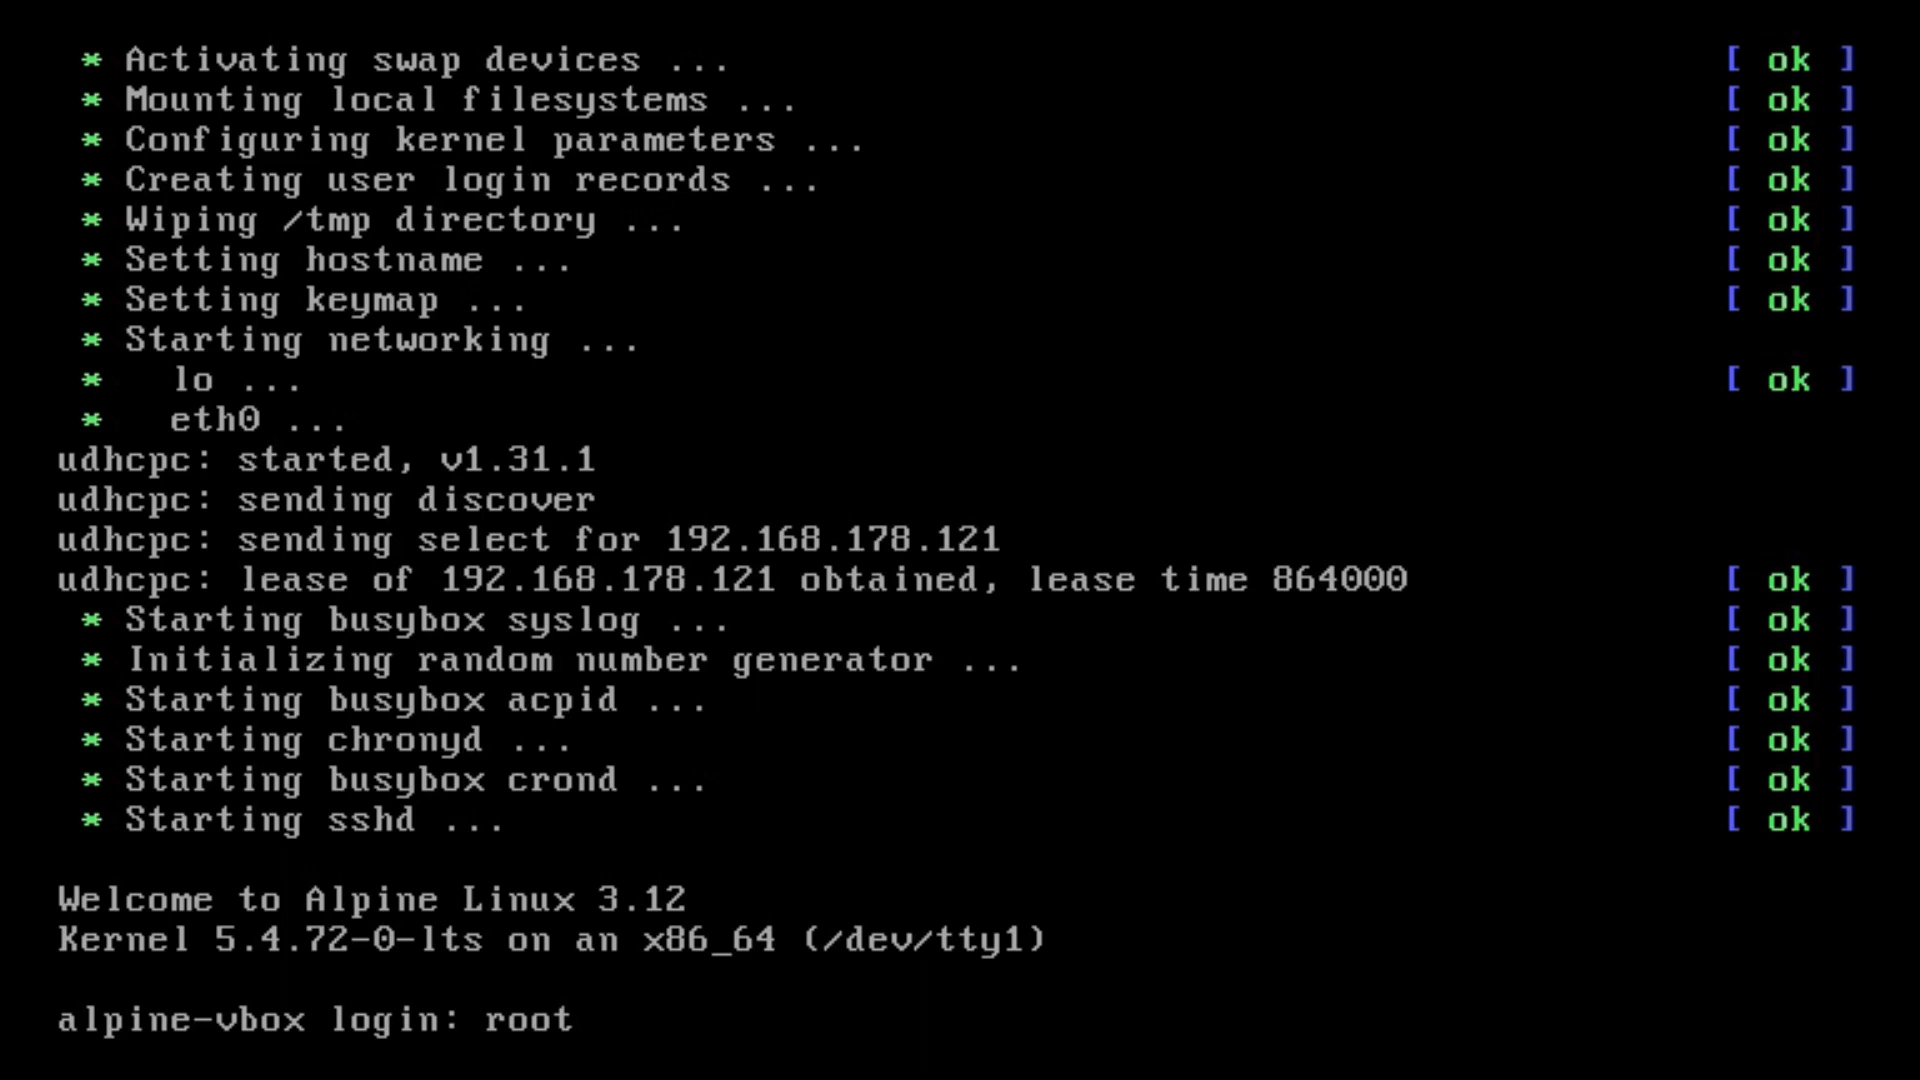 * Activating swap devices ... [ ok ]
* Mounting local filesystems ... [ ok ]
* Configuring kernel parameters ... [ ok ]
* Creating user login records ... [ ok ]
* Wiping /tmp directory ... [ ok ]
* Setting hostname ... [ ok ]
* Setting keymap ... [ ok ]
* Starting networking ...
*   lo ... [ ok ]
*   eth0 ...
udhcpc: started, v1.31.1
udhcpc: sending discover
udhcpc: sending select for 192.168.178.121
udhcpc: lease of 192.168.178.121 obtained, lease time 864000 [ ok ]
* Starting busybox syslog ... [ ok ]
* Initializing random number generator ... [ ok ]
* Starting busybox acpid ... [ ok ]
* Starting chronyd ... [ ok ]
* Starting busybox crond ... [ ok ]
* Starting sshd ... [ ok ]
Welcome to Alpine Linux 3.12
Kernel 5.4.72-0-lts on an x86_64 (/dev/tty1)
alpine-vbox login: root